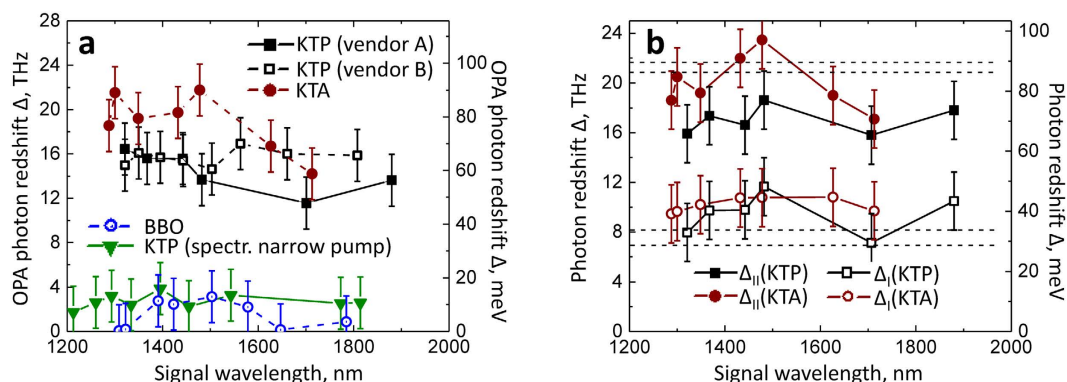 a
KTP (vendor A)
KTP (vendor B)
KTA
BBO
KTP (spectr. narrow pump)
OPA photon redshift Δ, THz
28
24
20
16
12
8
4
0
OPA photon redshift Δ, meV
100
80
60
40
20
0
1200 1400 1600 1800 2000
Signal wavelength, nm
b
Photon redshift Δ, THz
24
20
16
12
8
4
0
Photon redshift Δ, meV
100
80
60
40
20
0
Δ||(KTP) Δ|(KTP)
Δ||(KTA) Δ|(KTA)
1200 1400 1600 1800 2000
Signal wavelength, nm